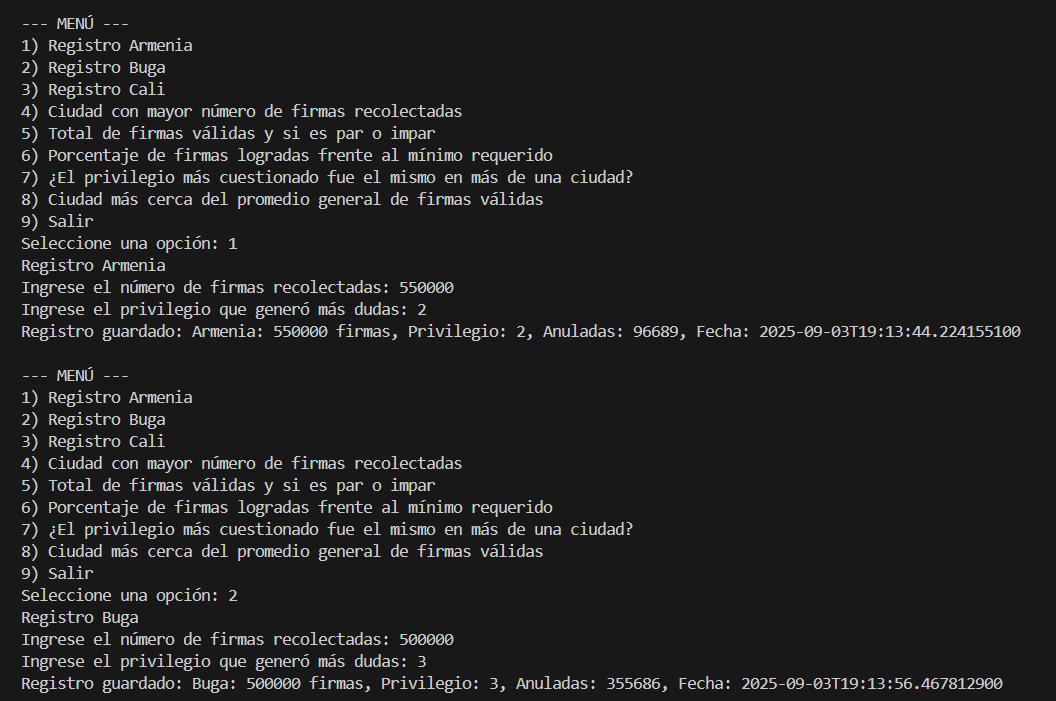 --- MENÚ ---
1) Registro Armenia
2) Registro Buga
3) Registro Cali
4) Ciudad con mayor número de firmas recolectadas
5) Total de firmas válidas y si es par o impar
6) Porcentaje de firmas logradas frente al mínimo requerido
7) ¿El privilegio más cuestionado fue el mismo en más de una ciudad?
8) Ciudad más cerca del promedio general de firmas válidas
9) Salir
Seleccione una opción: 1
Registro Armenia
Ingrese el número de firmas recolectadas: 550000
Ingrese el privilegio que generó más dudas: 2
Registro guardado: Armenia: 550000 firmas, Privilegio: 2, Anuladas: 96689, Fecha: 2025-09-03T19:13:44.224155100
--- MENÚ ---
1) Registro Armenia
2) Registro Buga
3) Registro Cali
4) Ciudad con mayor número de firmas recolectadas
5) Total de firmas válidas y si es par o impar
6) Porcentaje de firmas logradas frente al mínimo requerido
7) ¿El privilegio más cuestionado fue el mismo en más de una ciudad?
8) Ciudad más cerca del promedio general de firmas válidas
9) Salir
Seleccione una opción: 2
Registro Buga
Ingrese el número de firmas recolectadas: 500000
Ingrese el privilegio que generó más dudas: 3
Registro guardado: Buga: 500000 firmas, Privilegio: 3, Anuladas: 355686, Fecha: 2025-09-03T19:13:56.467812900